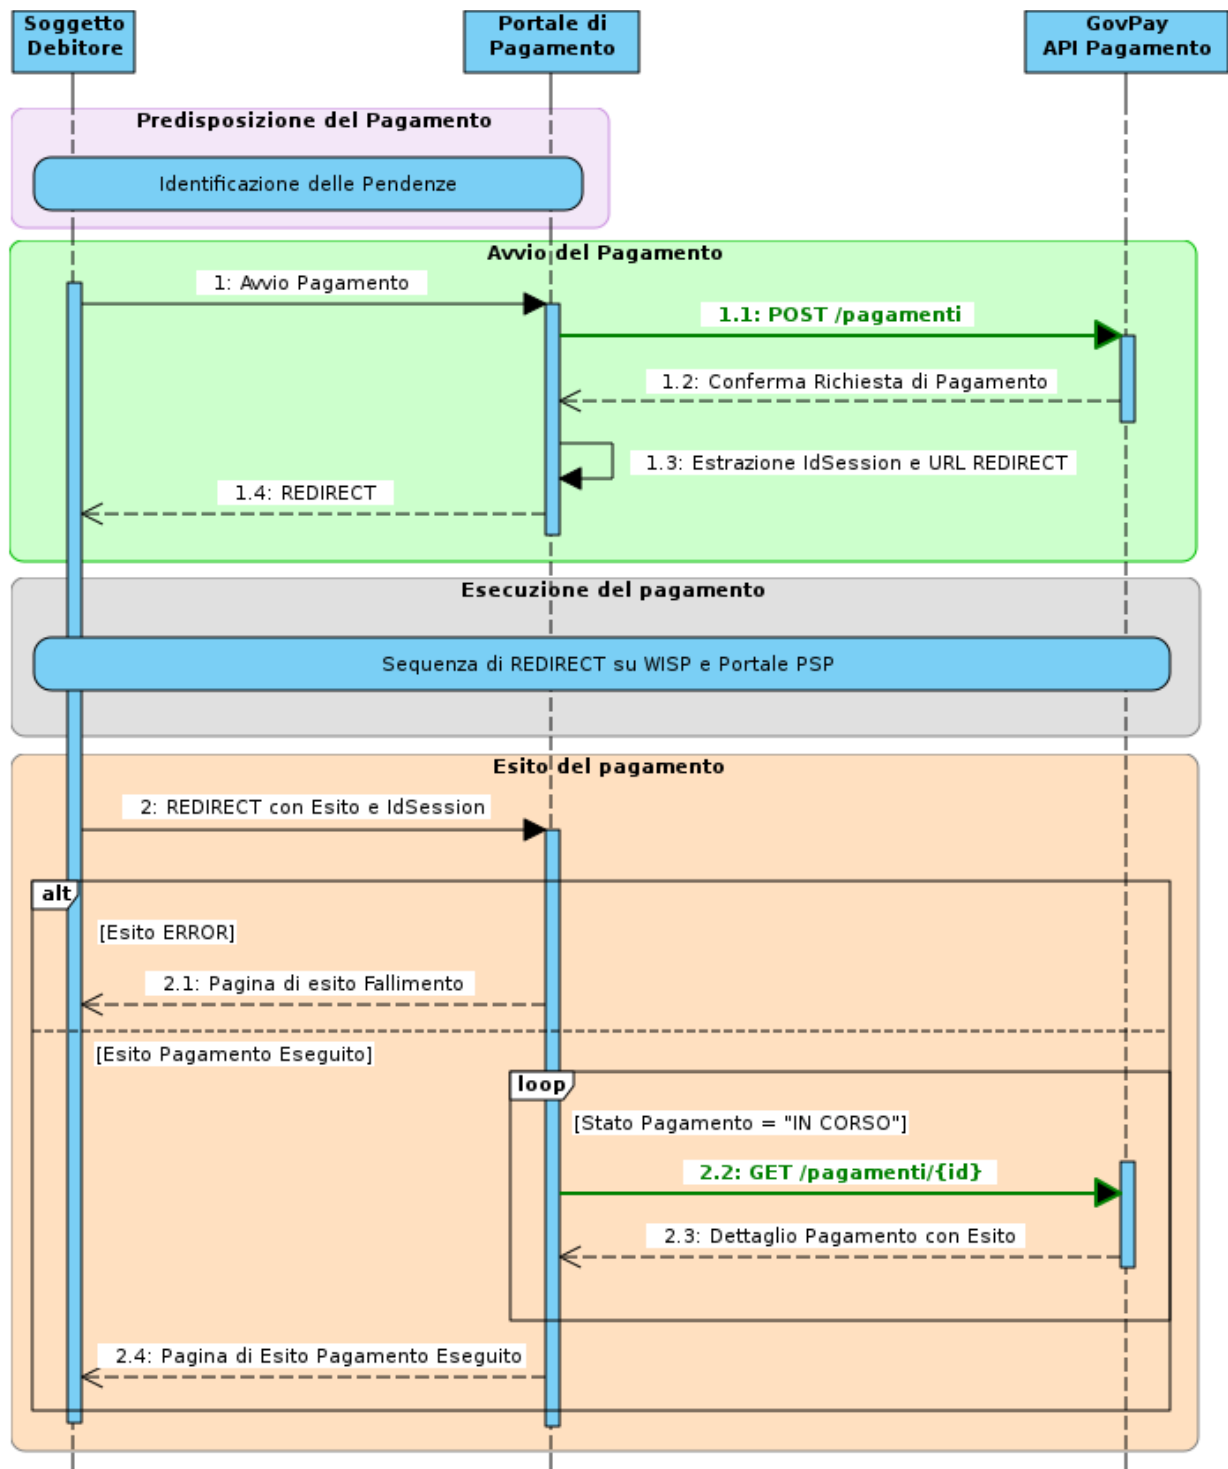 Soggetto
Debitore
Portale di
Pagamento
GovPay
API Pagamento
Predisposizione del Pagamento
Identificazione delle Pendenze
Avvio del Pagamento
1: Avvio Pagamento
1.1: POST /pagamenti
1.2: Conferma Richiesta di Pagamento
1.3: Estrazione IdSession e URL REDIRECT
1.4: REDIRECT
Esecuzione del pagamento
Sequenza di REDIRECT su WISP e Portale PSP
Esito del pagamento
2: REDIRECT con Esito e IdSession
alt
[Esito ERROR]
2.1: Pagina di esito Fallimento
[Esito Pagamento Eseguito]
loop
[Stato Pagamento = "IN CORSO"]
2.2: GET /pagamenti/{id}
2.3: Dettaglio Pagamento con Esito
2.4: Pagina di Esito Pagamento Eseguito